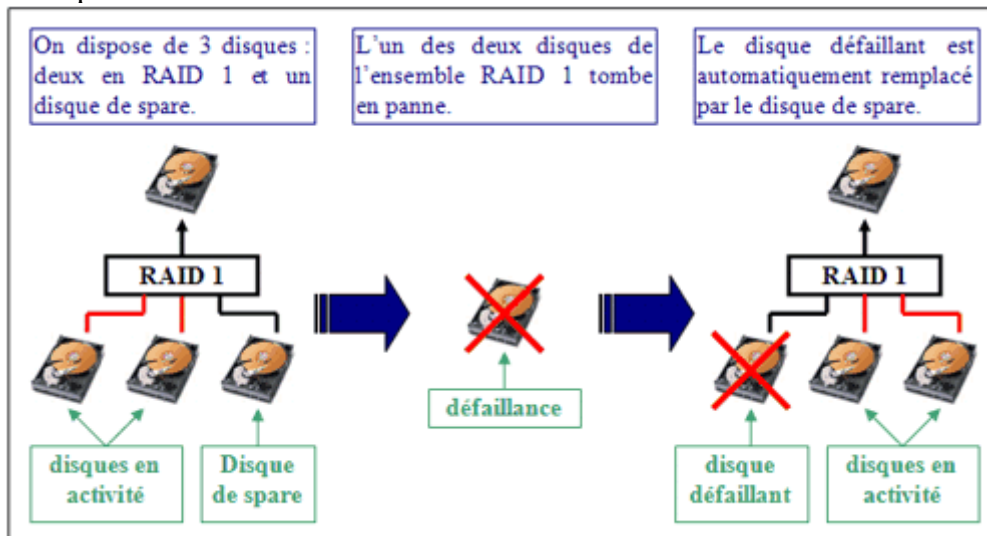 On dispose de 3 disques :
deux en RAID 1 et un
disque de spare.
L'un des deux disques de
l'ensemble RAID 1 tombe
en panne.
Le disque défaillant est
automatiquement remplacé
par le disque de spare.
RAID 1
RAID 1
défaillance
disques en
activité
Disque
de spare
disque
défaillant
disques en
activité